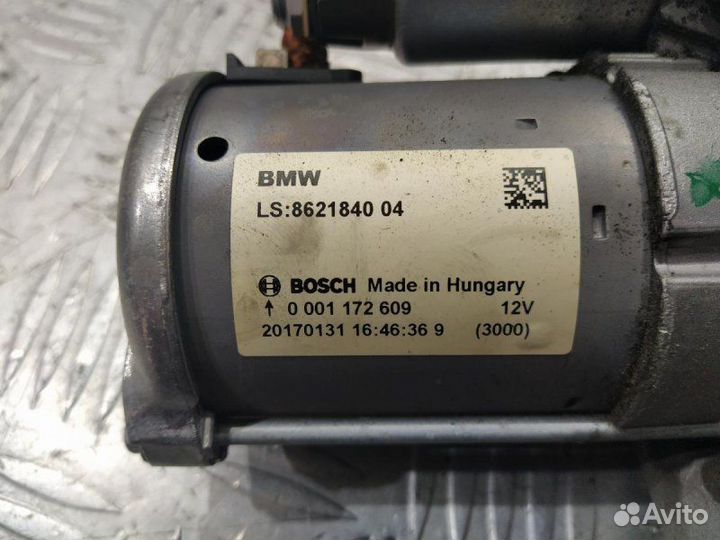 BMW
LS:8621840 04
BOSCH Made in Hungary
↑ 0 001 172 609 12V
20170131 16:46:36 9 (3000)
Avito